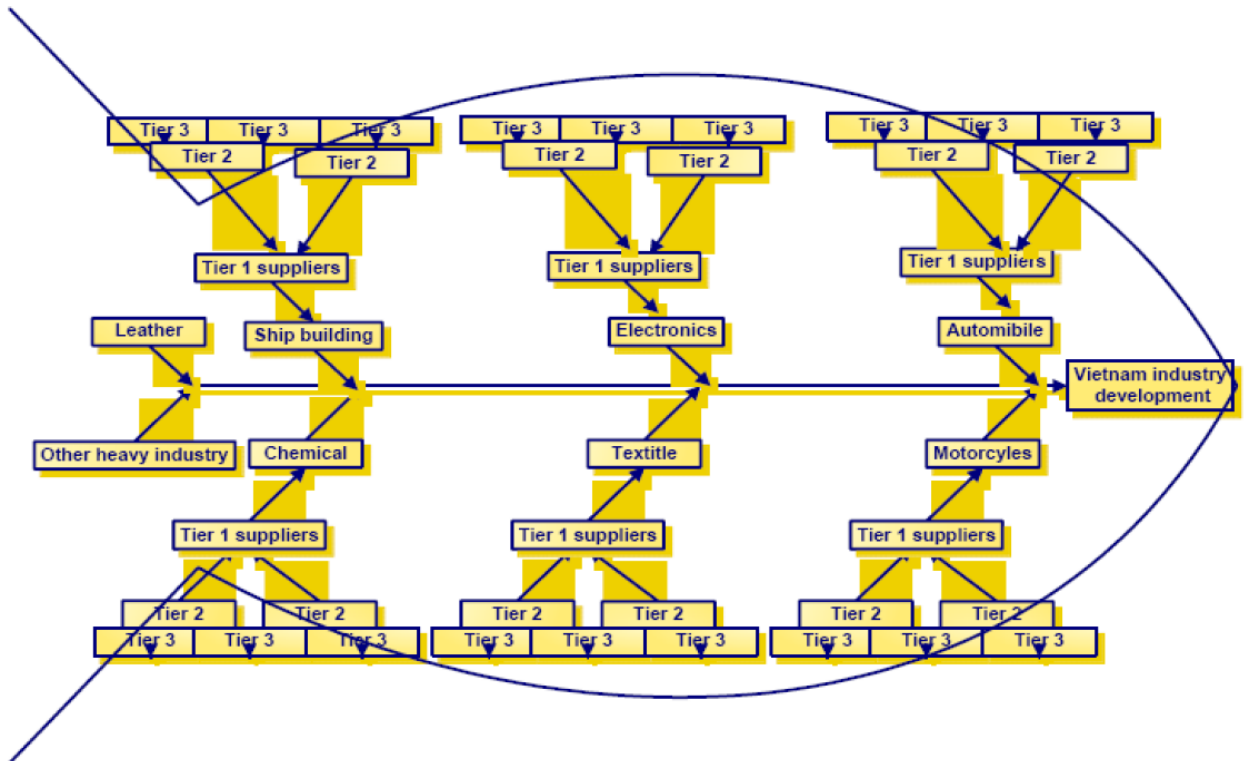 Tier 3 Tier 3 Tier 3 Tier 3 Tier 3 Tier 3 Tier 3 Tier 3 Tier 3
Tier 2 Tier 2 Tier 2 Tier 2 Tier 2 Tier 2
Tier 1 suppliers Tier 1 suppliers Tier 1 suppliers
Leather Ship building Electronics Automibile
Vietnam industry
development
Other heavy industry Chemical Textitle Motorcyles
Tier 1 suppliers Tier 1 suppliers Tier 1 suppliers
Tier 2 Tier 2 Tier 2 Tier 2 Tier 2 Tier 2
Tier 3 Tier 3 Tier 3 Tier 3 Tier 3 Tier 3 Tier 3 Tier 3 Tier 3